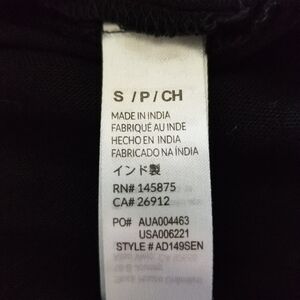 S / P / CH
MADE IN INDIA
FABRIQUÉ AU INDE
HECHO EN INDIA
FABRICADO NA ÍNDIA
インド製
RN# 145875
CA# 26912
PO# AUA004463
USA006221
STYLE # AD149SEN